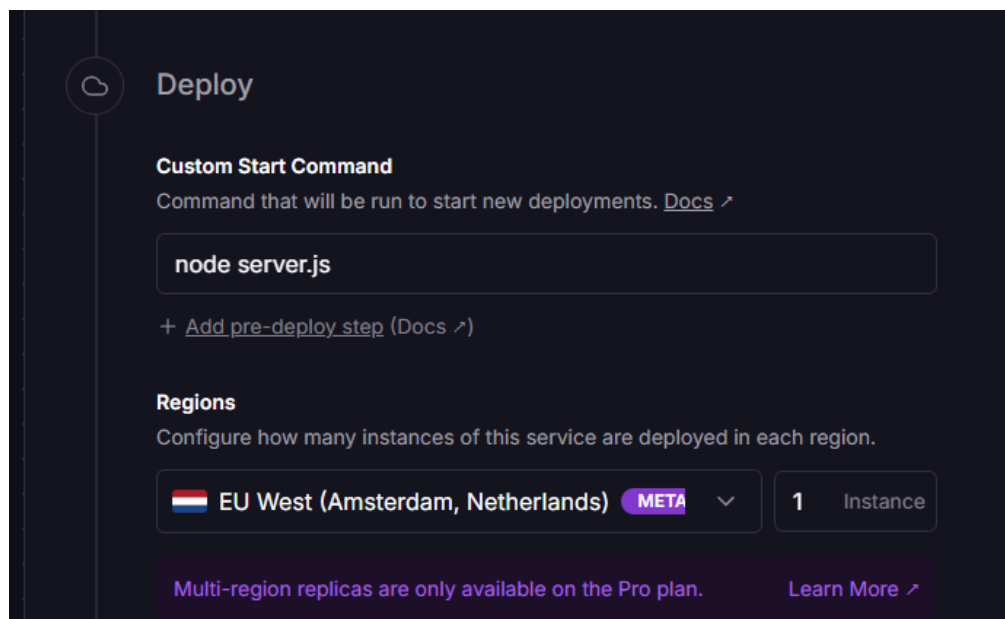 Deploy
Custom Start Command
Command that will be run to start new deployments. Docs ↗
node server.js
+ Add pre-deploy step (Docs ↗)
Regions
Configure how many instances of this service are deployed in each region.
EU West (Amsterdam, Netherlands) META 1 Instance
Multi-region replicas are only available on the Pro plan. Learn More ↗